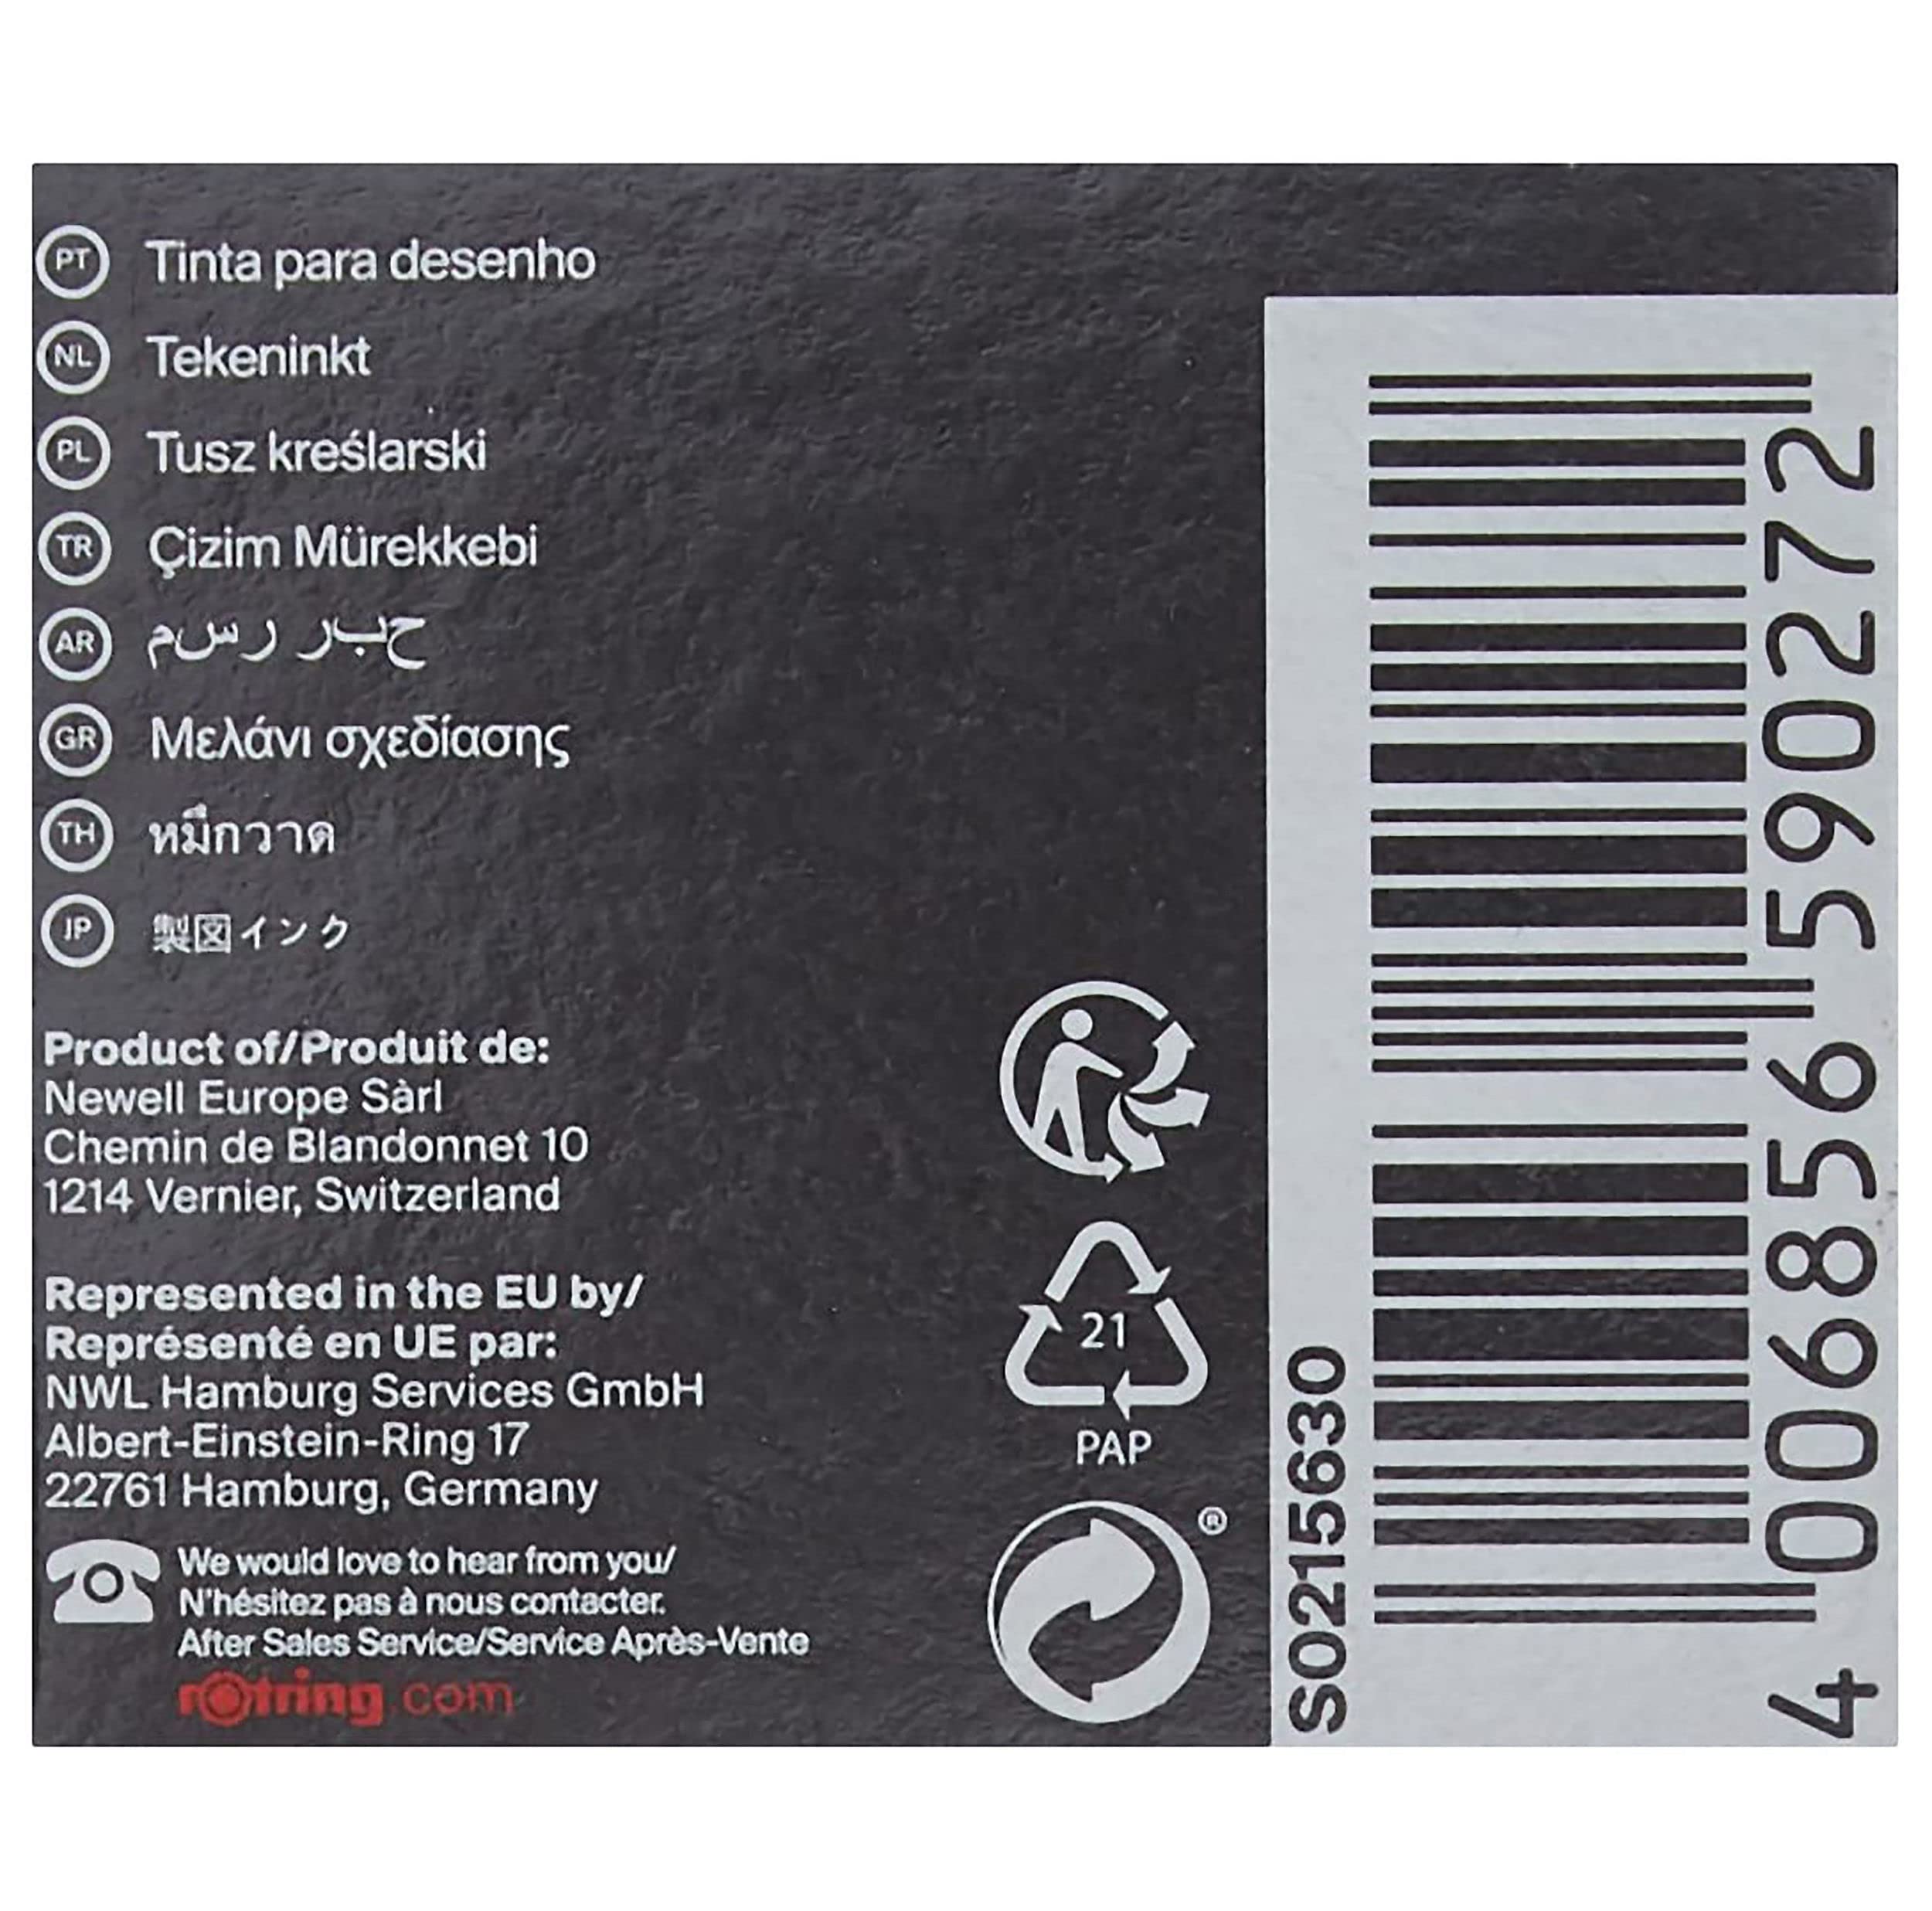 PT Tinta para desenho
NL Tekeninkt
PL Tusz kreślarski
TR Çizim Mürekkebi
AR حبر رسم
GR Μελάνι σχεδίασης
TH หมึกวาด
JP 製図インク
Product of/Produit de:
Newell Europe Sàrl
Chemin de Blandonnet 10
1214 Vernier, Switzerland
Represented in the EU by/
Représenté en UE par:
NWL Hamburg Services GmbH
Albert-Einstein-Ring 17
22761 Hamburg, Germany
We would love to hear from you/
N'hésitez pas à nous contacter.
After Sales Service/Service Après-Vente
rotring.com
21
PAP
®
S0215630
4 006856 590272